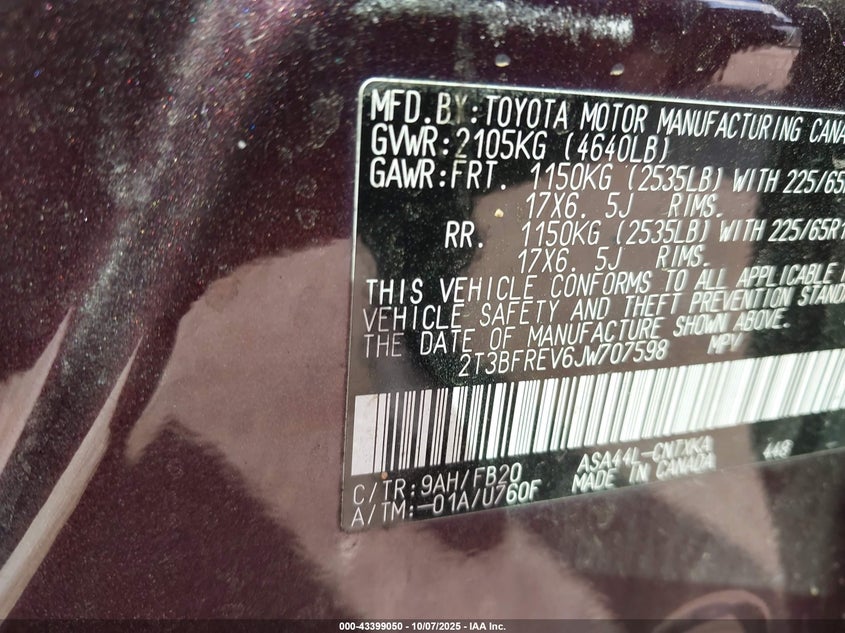 MFD.BY:TOYOTA MOTOR MANUFACTURING CANA
GVWR:2105KG (4640LB)
GAWR:FRT. 1150KG (2535LB) WITH 225/65
17X6. 5J RIMS.
RR. 1150KG (2535LB) WITH 225/65R1
17X6. 5J RIMS.
THIS VEHICLE CONFORMS TO ALL APPLICABLE
VEHICLE SAFETY AND THEFT PREVENTION STAND
THE DATE OF MANUFACTURE SHOWN ABOVE.
2T3BFREV6JW707598 MPV
C/TR:9AH/FB20 ASA44L-CNTXKA 448
A/TM:-01A/U760F MADE IN CANADA
000-43399050 - 10/07/2025 - IAA Inc.